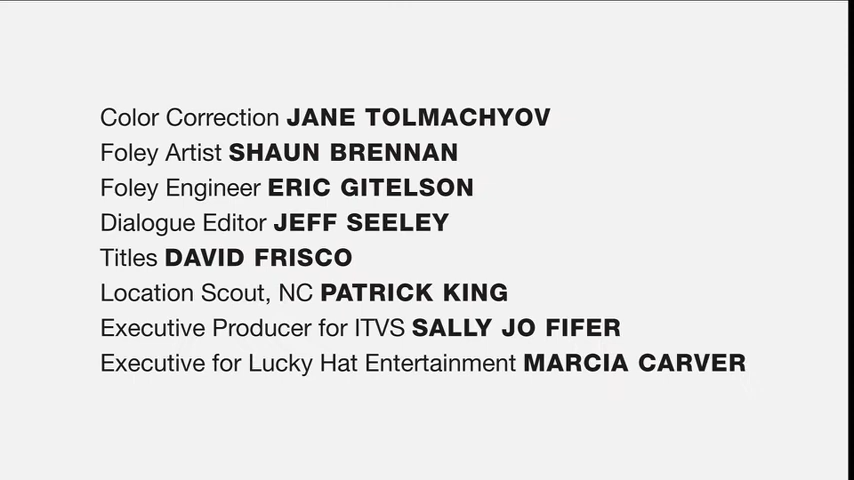 Color Correction JANE TOLMACHYOV
Foley Artist SHAUN BRENNAN
Foley Engineer ERIC GITELSON
Dialogue Editor JEFF SEELEY
Titles DAVID FRISCO
Location Scout, NC PATRICK KING
Executive Producer for ITVS SALLY JO FIFER
Executive for Lucky Hat Entertainment MARCIA CARVER